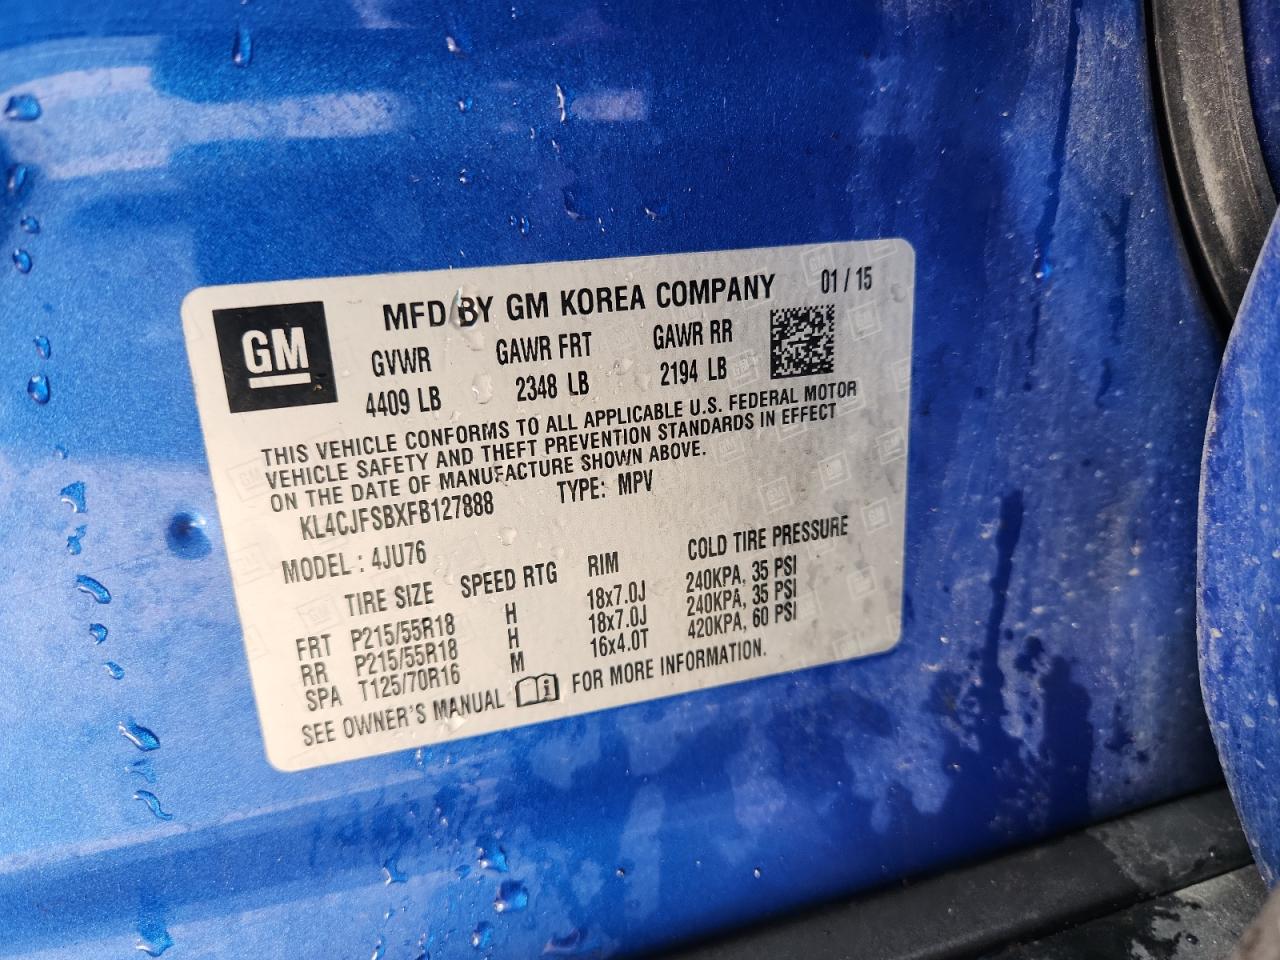 GM
MFD BY GM KOREA COMPANY 01 / 15
GVWR GAWR FRT GAWR RR
4409 LB 2348 LB 2194 LB
THIS VEHICLE CONFORMS TO ALL APPLICABLE U.S. FEDERAL MOTOR
VEHICLE SAFETY AND THEFT PREVENTION STANDARDS IN EFFECT
ON THE DATE OF MANUFACTURE SHOWN ABOVE.
KL4CJFSBXFB127888 TYPE: MPV
MODEL : 4JU76
TIRE SIZE SPEED RTG RIM COLD TIRE PRESSURE
FRT P215/55R18 H 18x7.0J 240KPA, 35 PSI
RR P215/55R18 H 18x7.0J 240KPA, 35 PSI
SPA T125/70R16 M 16x4.0T 420KPA, 60 PSI
SEE OWNER'S MANUAL FOR MORE INFORMATION.